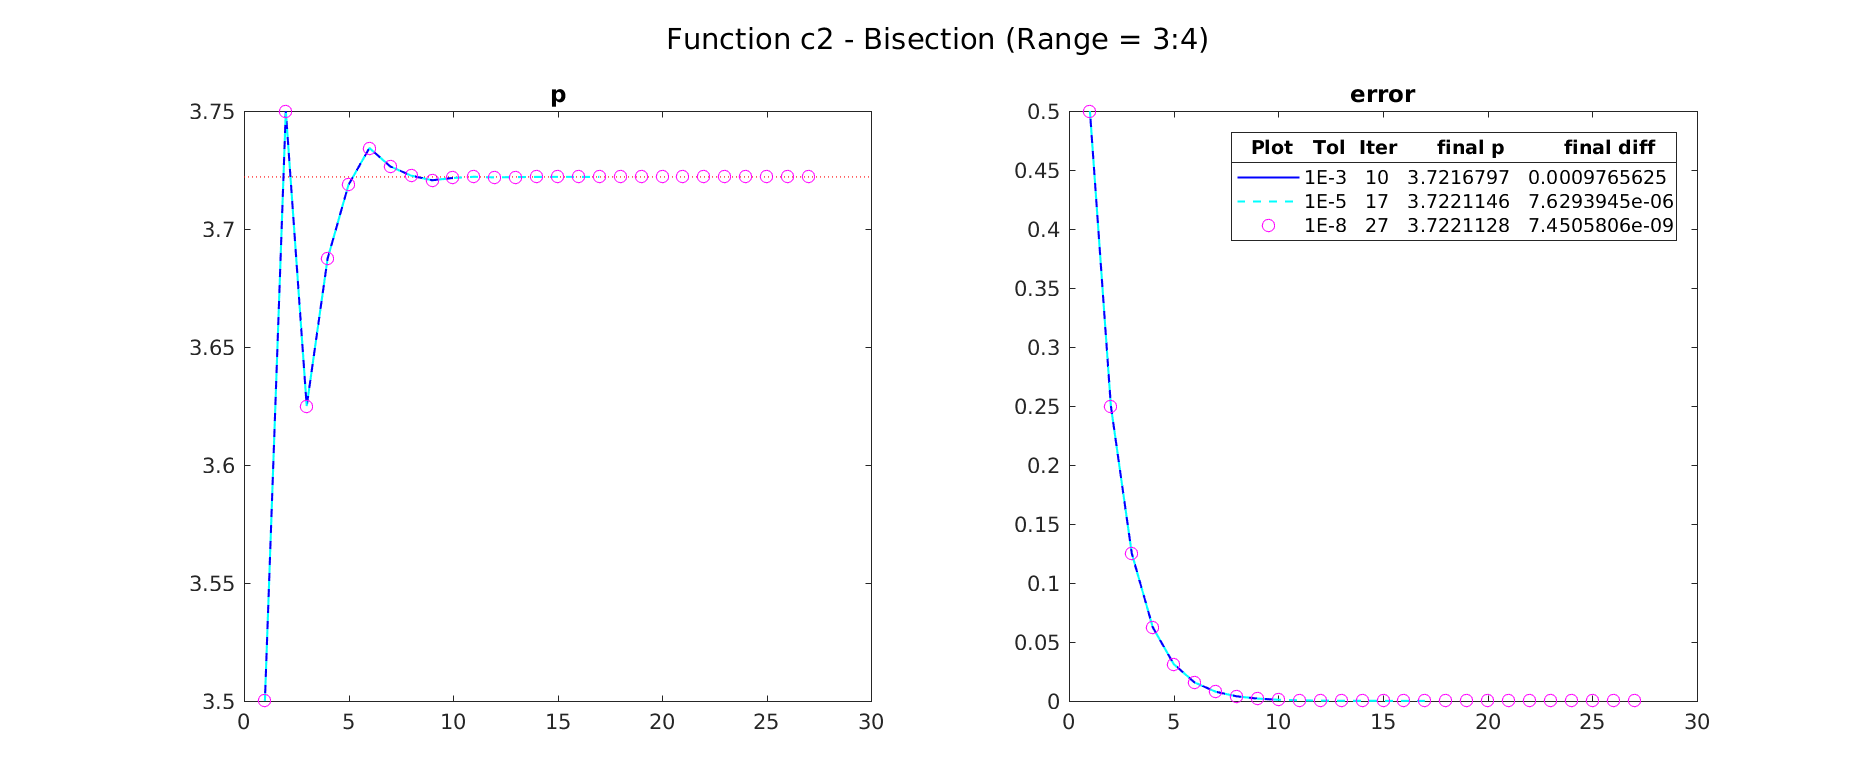 Function c2 - Bisection (Range = 3:4)
p
3.75
3.7
3.65
3.6
3.55
3.5
0 5 10 15 20 25 30
error
0.5
0.45
0.4
0.35
0.3
0.25
0.2
0.15
0.1
0.05
0
0 5 10 15 20 25 30
Plot Tol Iter final p final diff
1E-3 10 3.7216797 0.0009765625
1E-5 17 3.7221146 7.6293945e-06
1E-8 27 3.7221128 7.4505806e-09